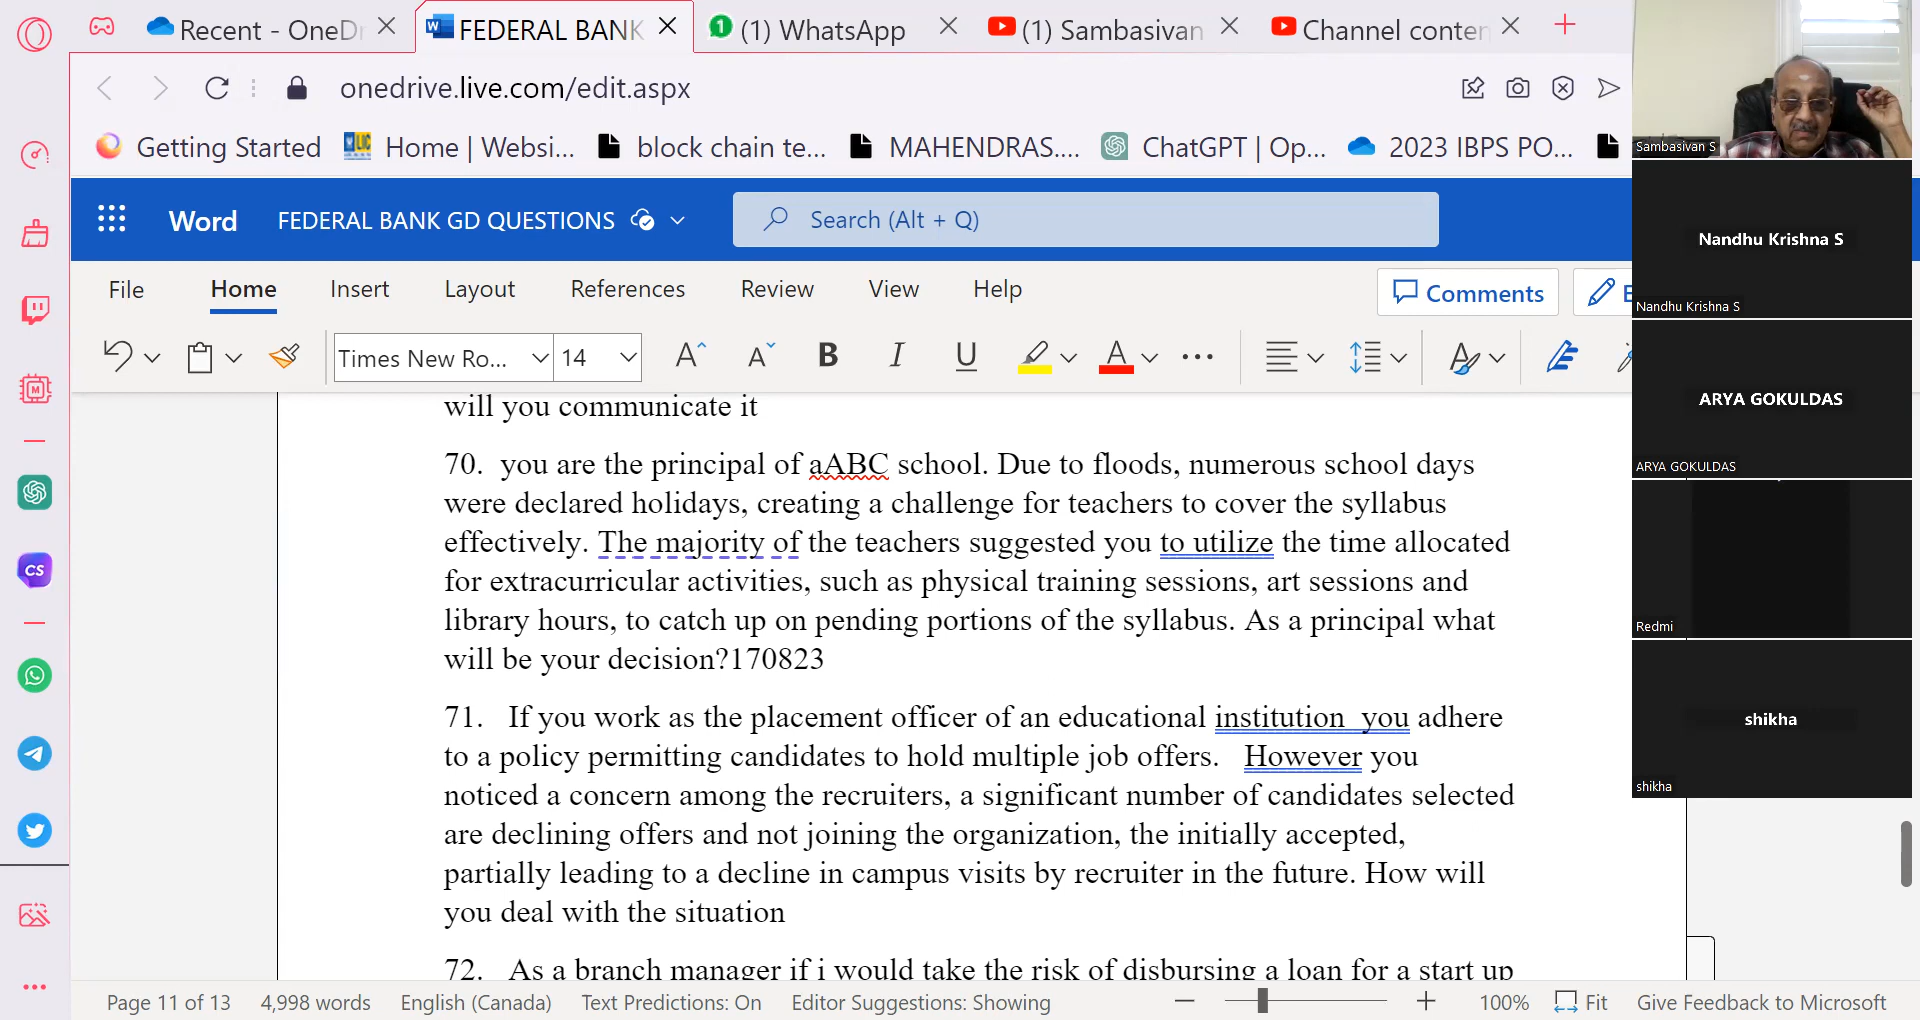 Recent - OneDr
FEDERAL BANK
(1) WhatsApp
(1) Sambasivan
Channel conten
onedrive.live.com/edit.aspx
Getting Started
Home | Websi...
block chain te...
MAHENDRAS....
ChatGPT | Op...
2023 IBPS PO...
Word
FEDERAL BANK GD QUESTIONS
Search (Alt + Q)
File
Home
Insert
Layout
References
Review
View
Help
Comments
Times New Ro...
14
will you communicate it
70. you are the principal of aABC school. Due to floods, numerous school days
were declared holidays, creating a challenge for teachers to cover the syllabus
effectively. The majority of the teachers suggested you to utilize the time allocated
for extracurricular activities, such as physical training sessions, art sessions and
library hours, to catch up on pending portions of the syllabus. As a principal what
will be your decision?170823
71. If you work as the placement officer of an educational institution you adhere
to a policy permitting candidates to hold multiple job offers. However you
noticed a concern among the recruiters, a significant number of candidates selected
are declining offers and not joining the organization, the initially accepted,
partially leading to a decline in campus visits by recruiter in the future. How will
you deal with the situation
72. As a branch manager if i would take the risk of disbursing a loan for a start up
Page 11 of 13
4,998 words
English (Canada)
Text Predictions: On
Editor Suggestions: Showing
100%
Fit
Give Feedback to Microsoft
Sambasivan S
Nandhu Krishna S
Nandhu Krishna S
ARYA GOKULDAS
ARYA GOKULDAS
Redmi
shikha
shikha